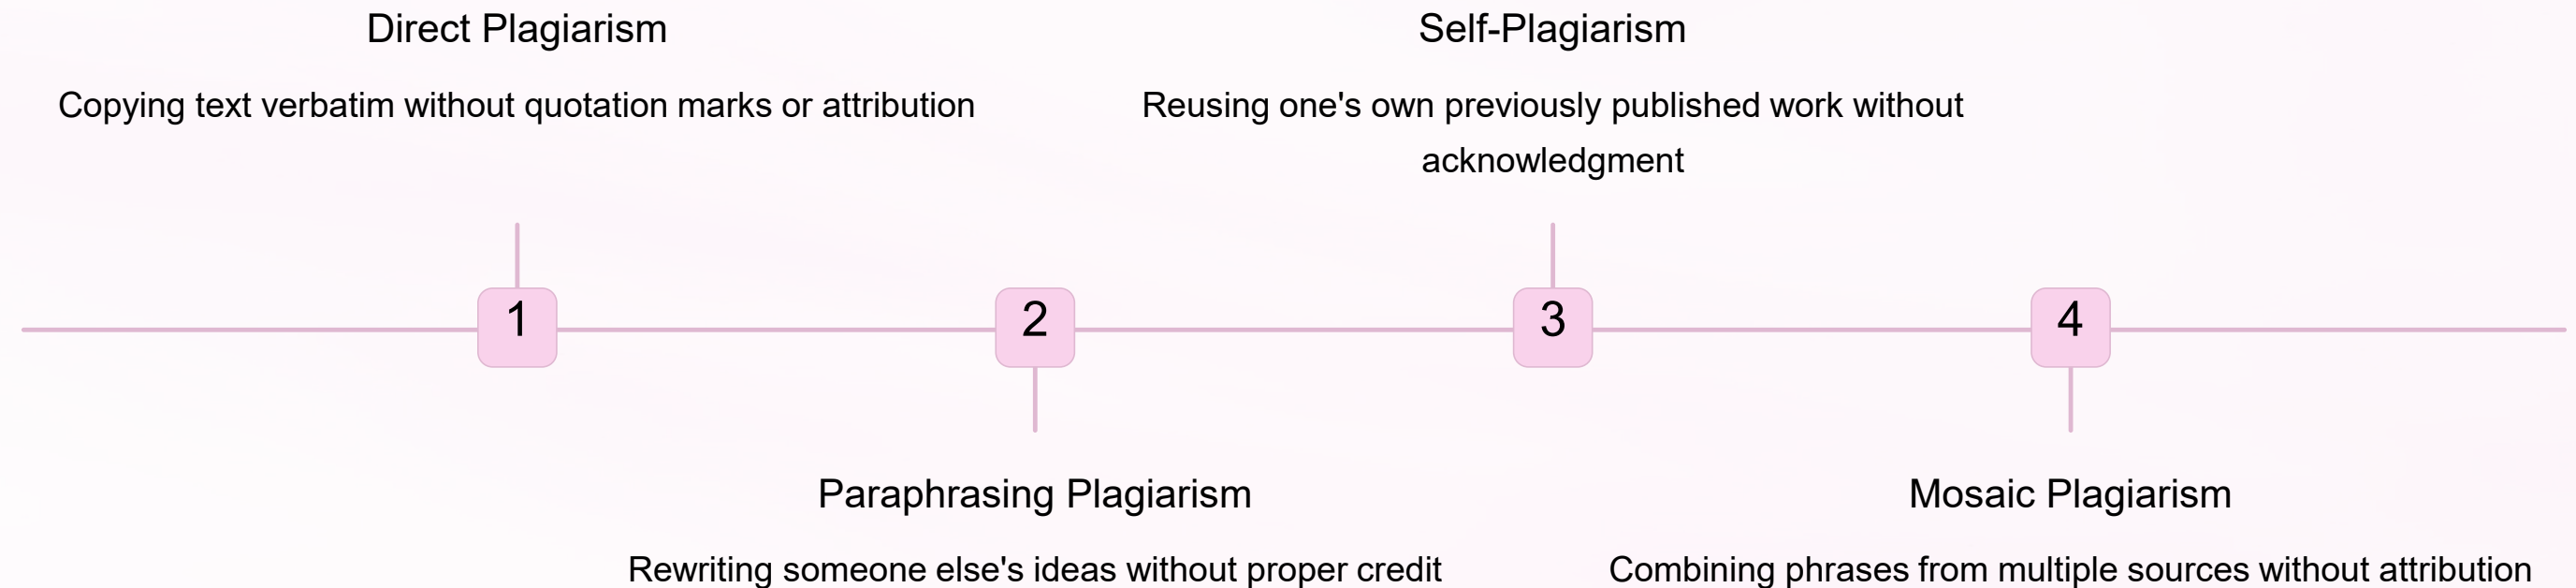 Direct Plagiarism
Copying text verbatim without quotation marks or attribution
Self-Plagiarism
Reusing one's own previously published work without
acknowledgment
1
2
3
4
Paraphrasing Plagiarism
Rewriting someone else's ideas without proper credit
Mosaic Plagiarism
Combining phrases from multiple sources without attribution